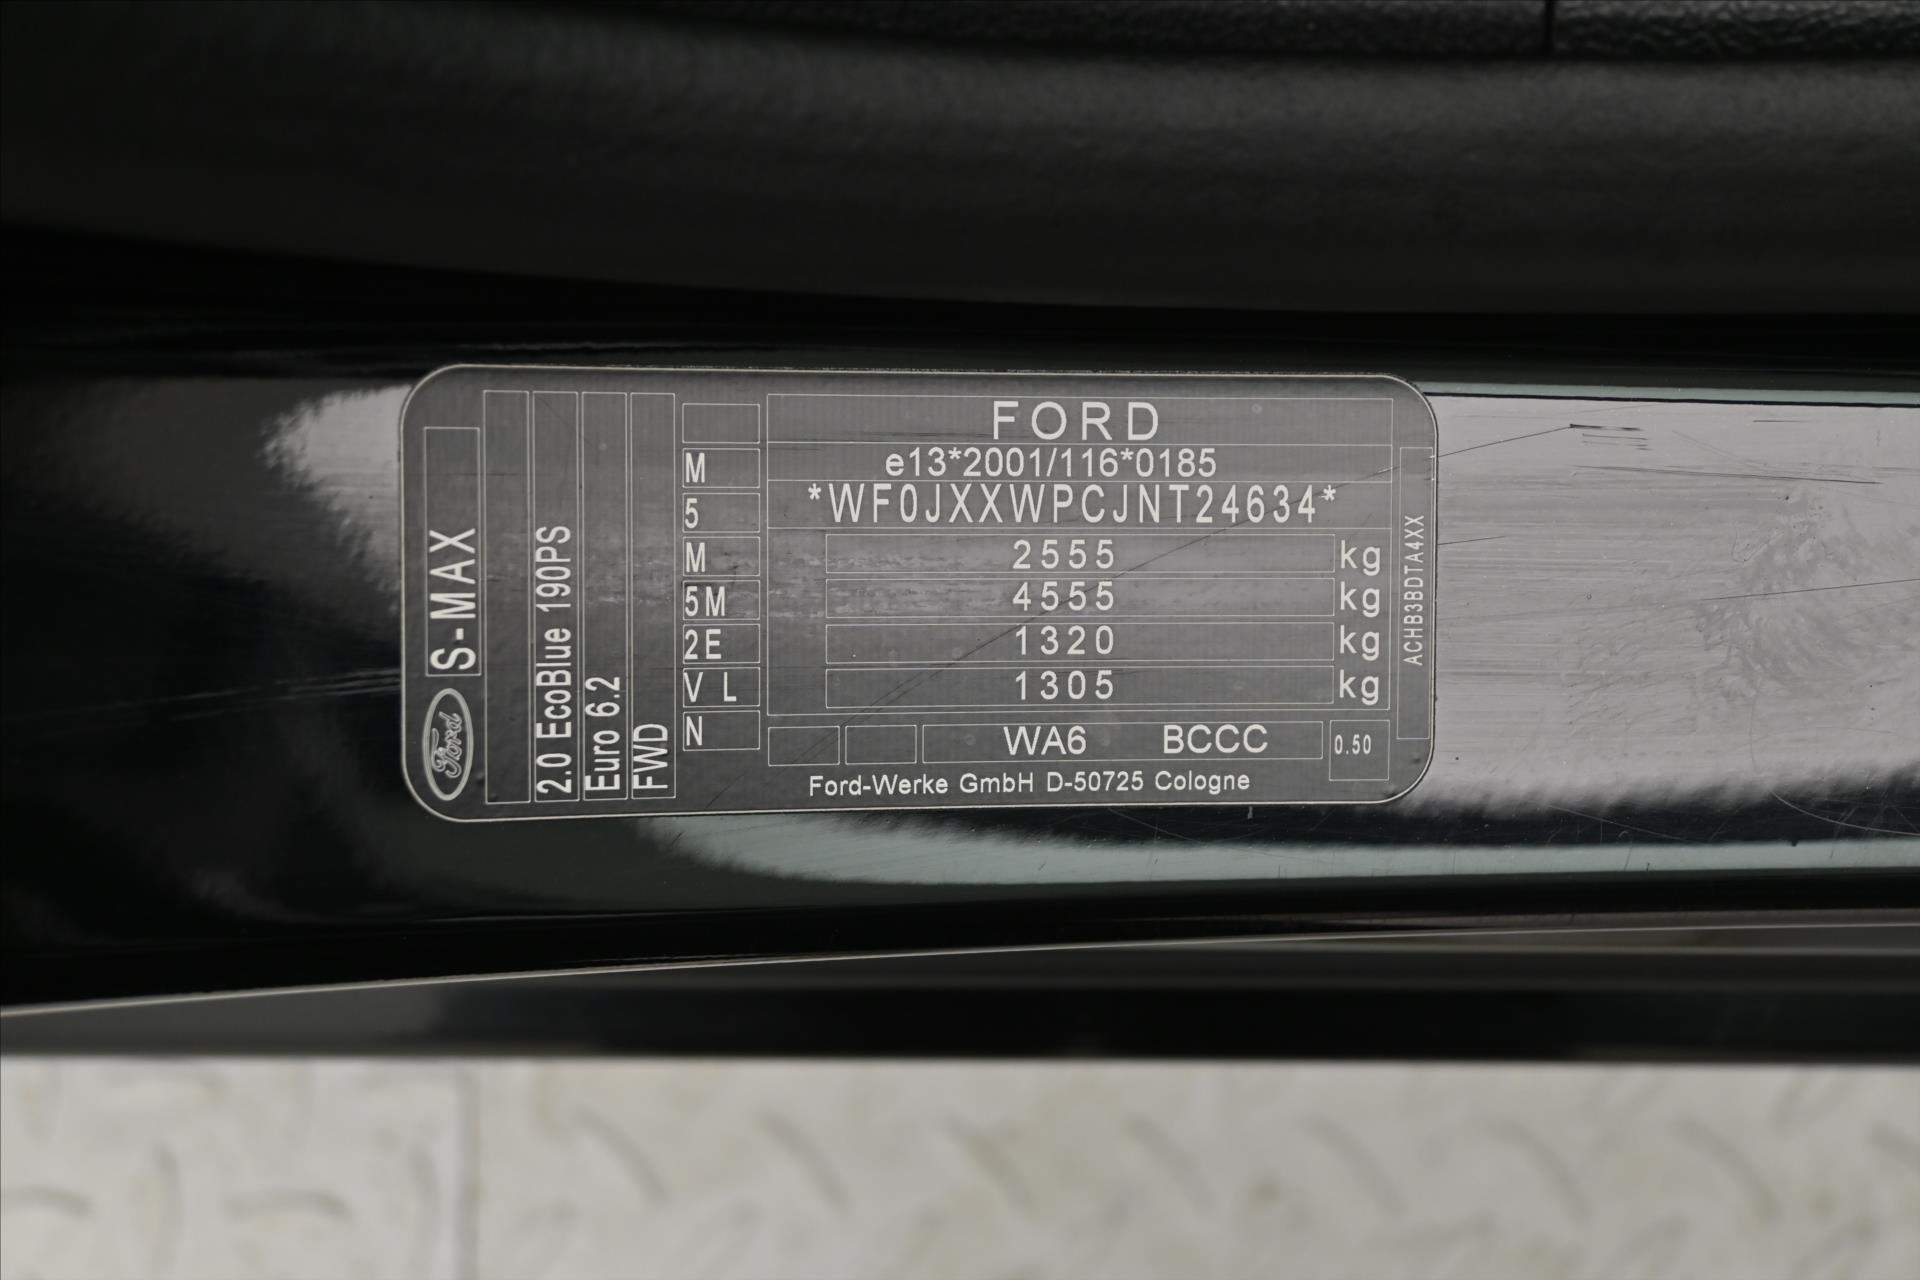 FORD
e13*2001/116*0185
*WF0JXXWPCJNT24634*
2555 kg
4555 kg
1320 kg
1305 kg
WA6 BCCC 0.50
Ford-Werke GmbH D-50725 Cologne
M
5
M
5M
2E
V L
N
Ford S-MAX
2.0 EcoBlue 190PS
Euro 6.2
FWD
ACHB3BDTA4XX